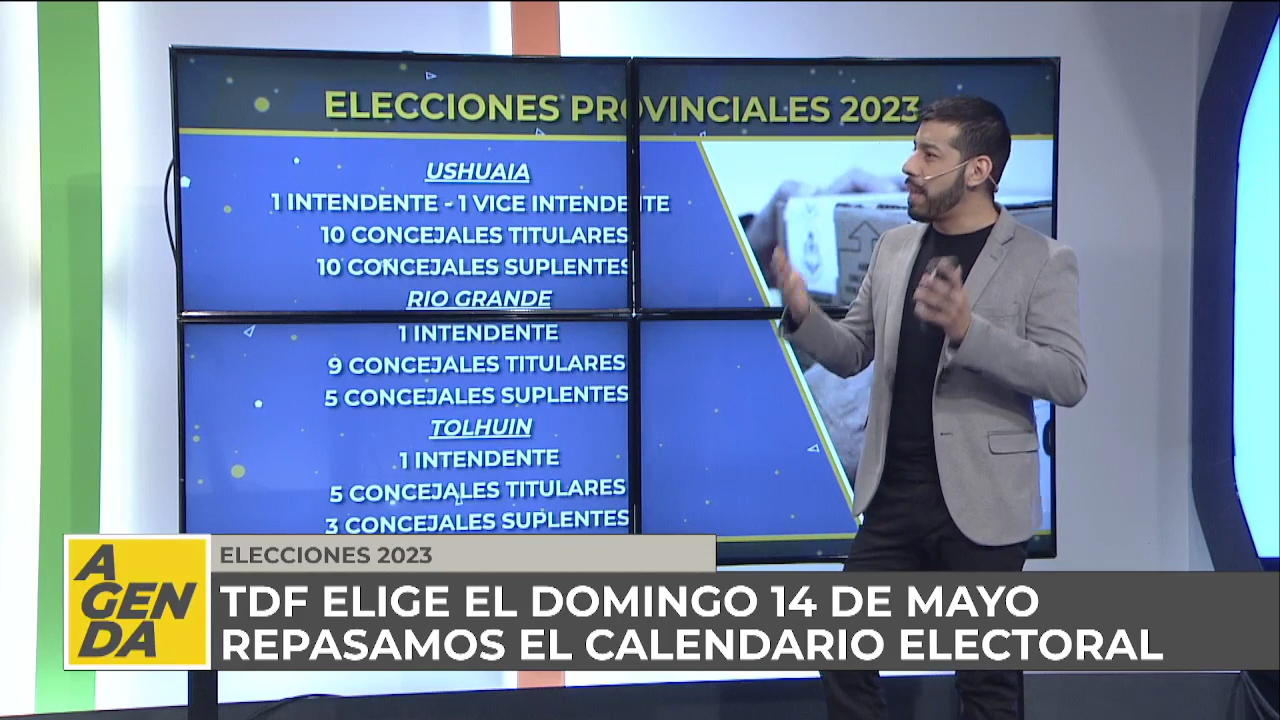 ELECCIONES PROVINCIALES 2023
USHUAIA
1 INTENDENTE - 1 VICE INTENDENTE
10 CONCEJALES TITULARES
10 CONCEJALES SUPLENTES
RIO GRANDE
1 INTENDENTE
9 CONCEJALES TITULARES
5 CONCEJALES SUPLENTES
TOLHUIN
1 INTENDENTE
5 CONCEJALES TITULARES
3 CONCEJALES SUPLENTES
A
GEN
DA
ELECCIONES 2023
TDF ELIGE EL DOMINGO 14 DE MAYO
REPASAMOS EL CALENDARIO ELECTORAL